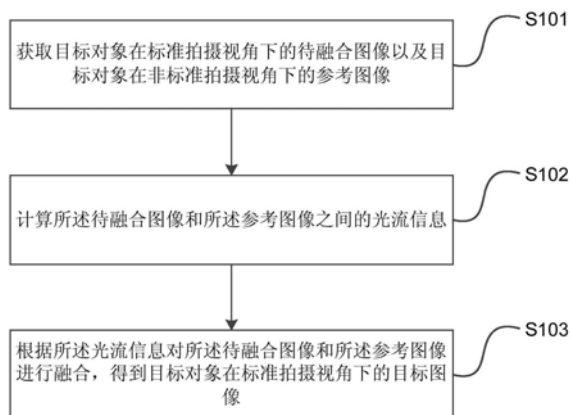 S101
获取目标对象在标准拍摄视角下的待融合图像以及目
标对象在非标准拍摄视角下的参考图像
S102
计算所述待融合图像和所述参考图像之间的光流信息
S103
根据所述光流信息对所述待融合图像和所述参考图像
进行融合，得到目标对象在标准拍摄视角下的目标图
像